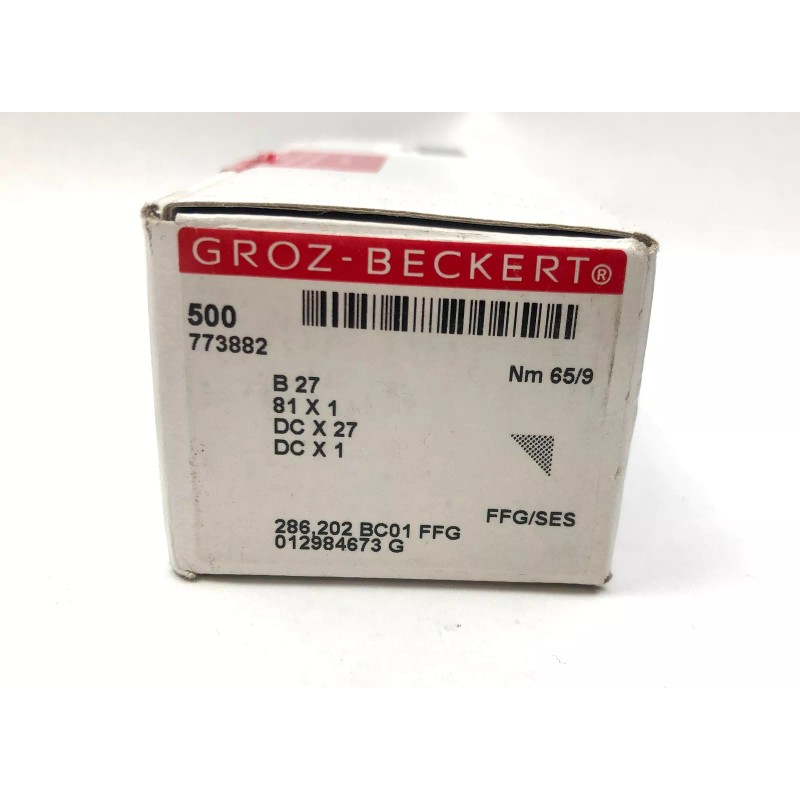 GROZ-BECKERT®
500
773882
Nm 65/9
B 27
81 X 1
DC X 27
DC X 1
FFG/SES
286,202 BC01 FFG
012984673 G